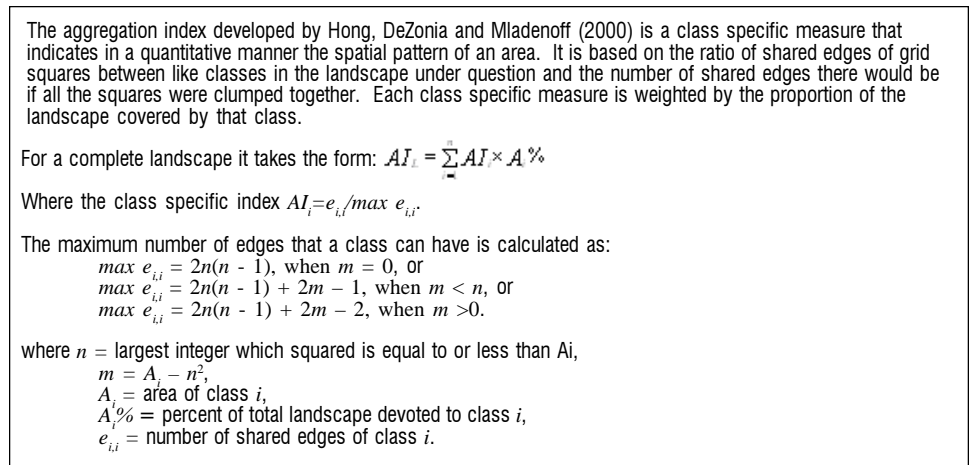 The aggregation index developed by Hong, DeZonia and Mladenoff (2000) is a class specific measure that
indicates in a quantitative manner the spatial pattern of an area.  It is based on the ratio of shared edges of grid
squares between like classes in the landscape under question and the number of shared edges there would be
if all the squares were clumped together.  Each class specific measure is weighted by the proportion of the
landscape covered by that class.
For a complete landscape it takes the form: AI_L = ∑_{i=1}^{n} AI_i × A_i%
Where the class specific index AI_i=e_{i,i}/max e_{i,i}.
The maximum number of edges that a class can have is calculated as:
max e_{i,i} = 2n(n - 1), when m = 0, or
max e_{i,i} = 2n(n - 1) + 2m – 1, when m < n, or
max e_{i,i} = 2n(n - 1) + 2m – 2, when m >0.
where n = largest integer which squared is equal to or less than Ai,
m = A_i – n²,
A_i = area of class i,
A_i% = percent of total landscape devoted to class i,
e_{i,i} = number of shared edges of class i.